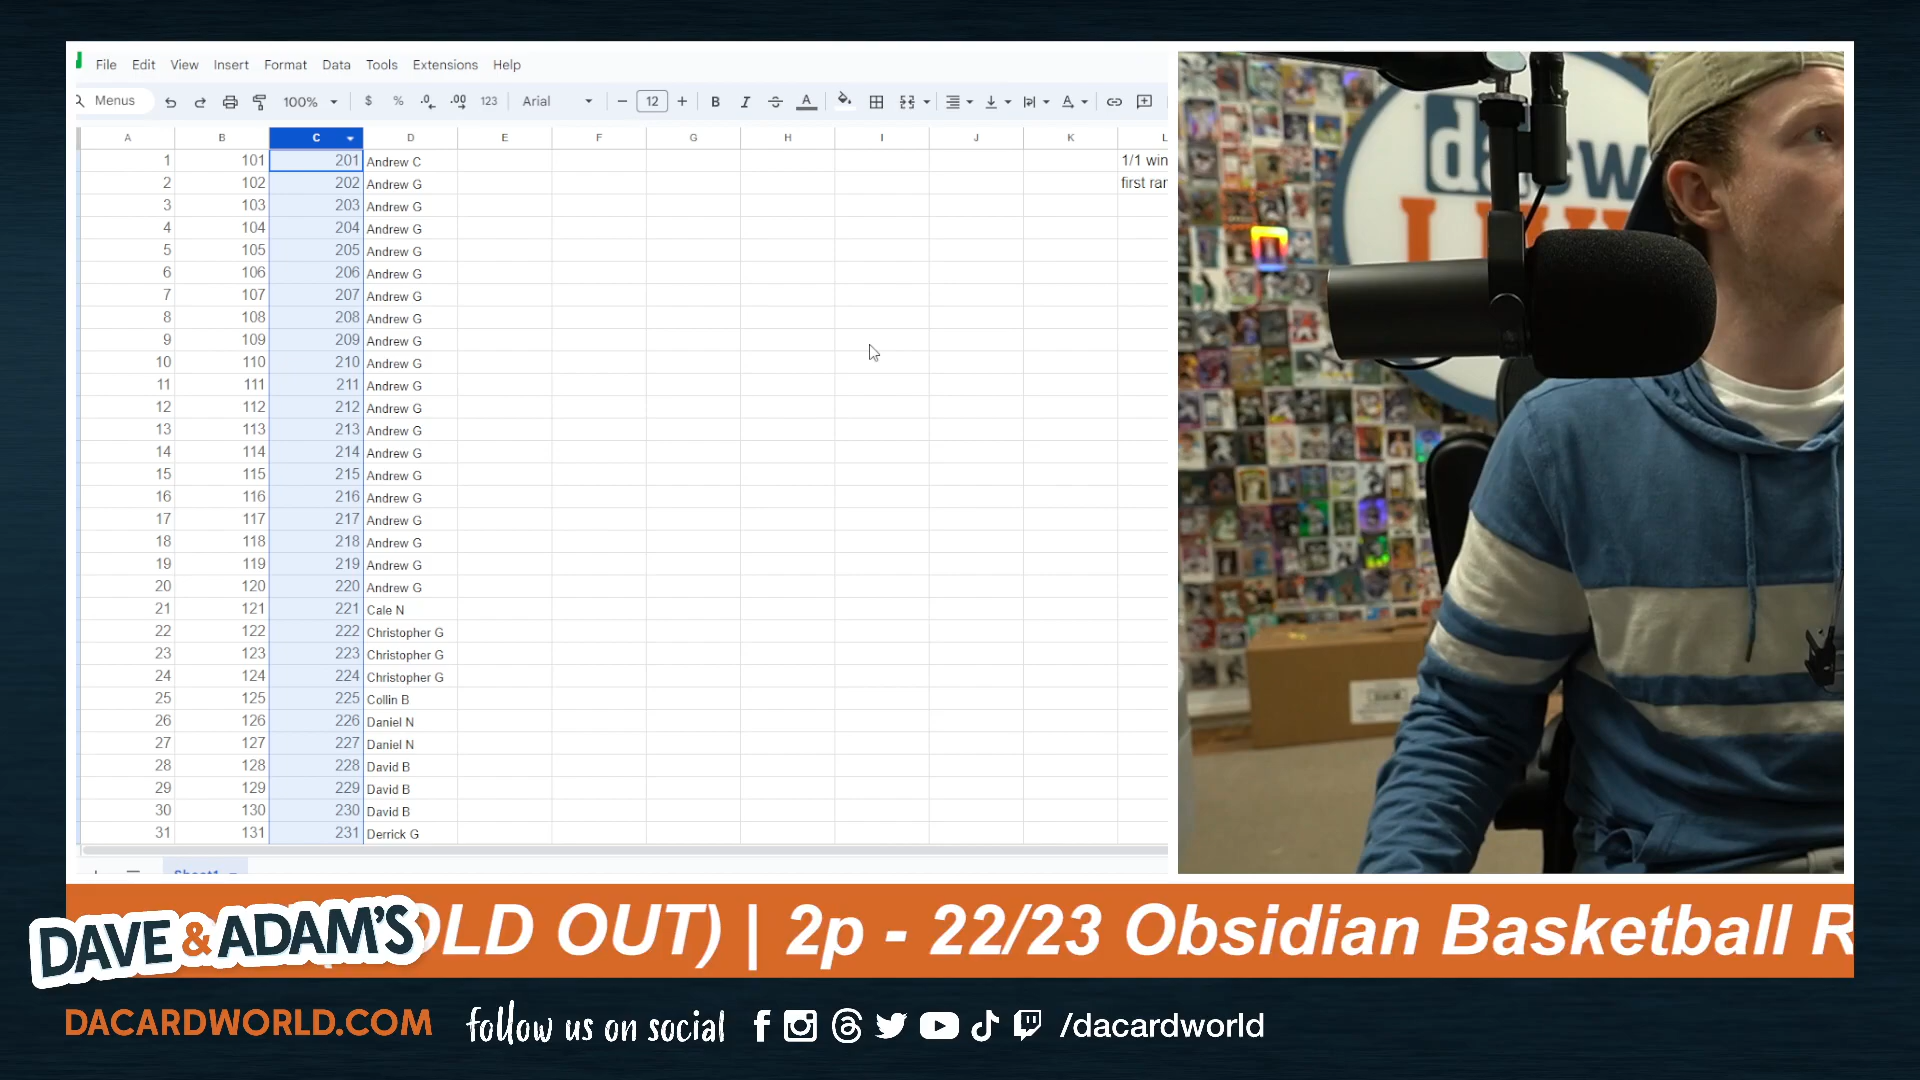 File Edit View Insert Format Data Tools Extensions Help
Menus 100% $ % .0 .00 123 Arial 12 B I S A
A B C D E F G H I J K L
1 101 201 Andrew C 1/1 win
2 102 202 Andrew G first ran
3 103 203 Andrew G
4 104 204 Andrew G
5 105 205 Andrew G
6 106 206 Andrew G
7 107 207 Andrew G
8 108 208 Andrew G
9 109 209 Andrew G
10 110 210 Andrew G
11 111 211 Andrew G
12 112 212 Andrew G
13 113 213 Andrew G
14 114 214 Andrew G
15 115 215 Andrew G
16 116 216 Andrew G
17 117 217 Andrew G
18 118 218 Andrew G
19 119 219 Andrew G
20 120 220 Andrew G
21 121 221 Cale N
22 122 222 Christopher G
23 123 223 Christopher G
24 124 224 Christopher G
25 125 225 Collin B
26 126 226 Daniel N
27 127 227 Daniel N
28 128 228 David B
29 129 229 David B
30 130 230 David B
31 131 231 Derrick G
Sheet1
dacw
DAVE & ADAM'S
OLD OUT) | 2p - 22/23 Obsidian Basketball R
DACARDWORLD.COM follow us on social /dacardworld